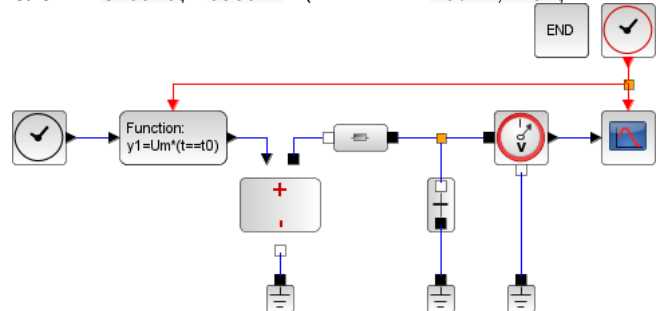 END
Function:
y1=Um*(t==t0)
+
-
V